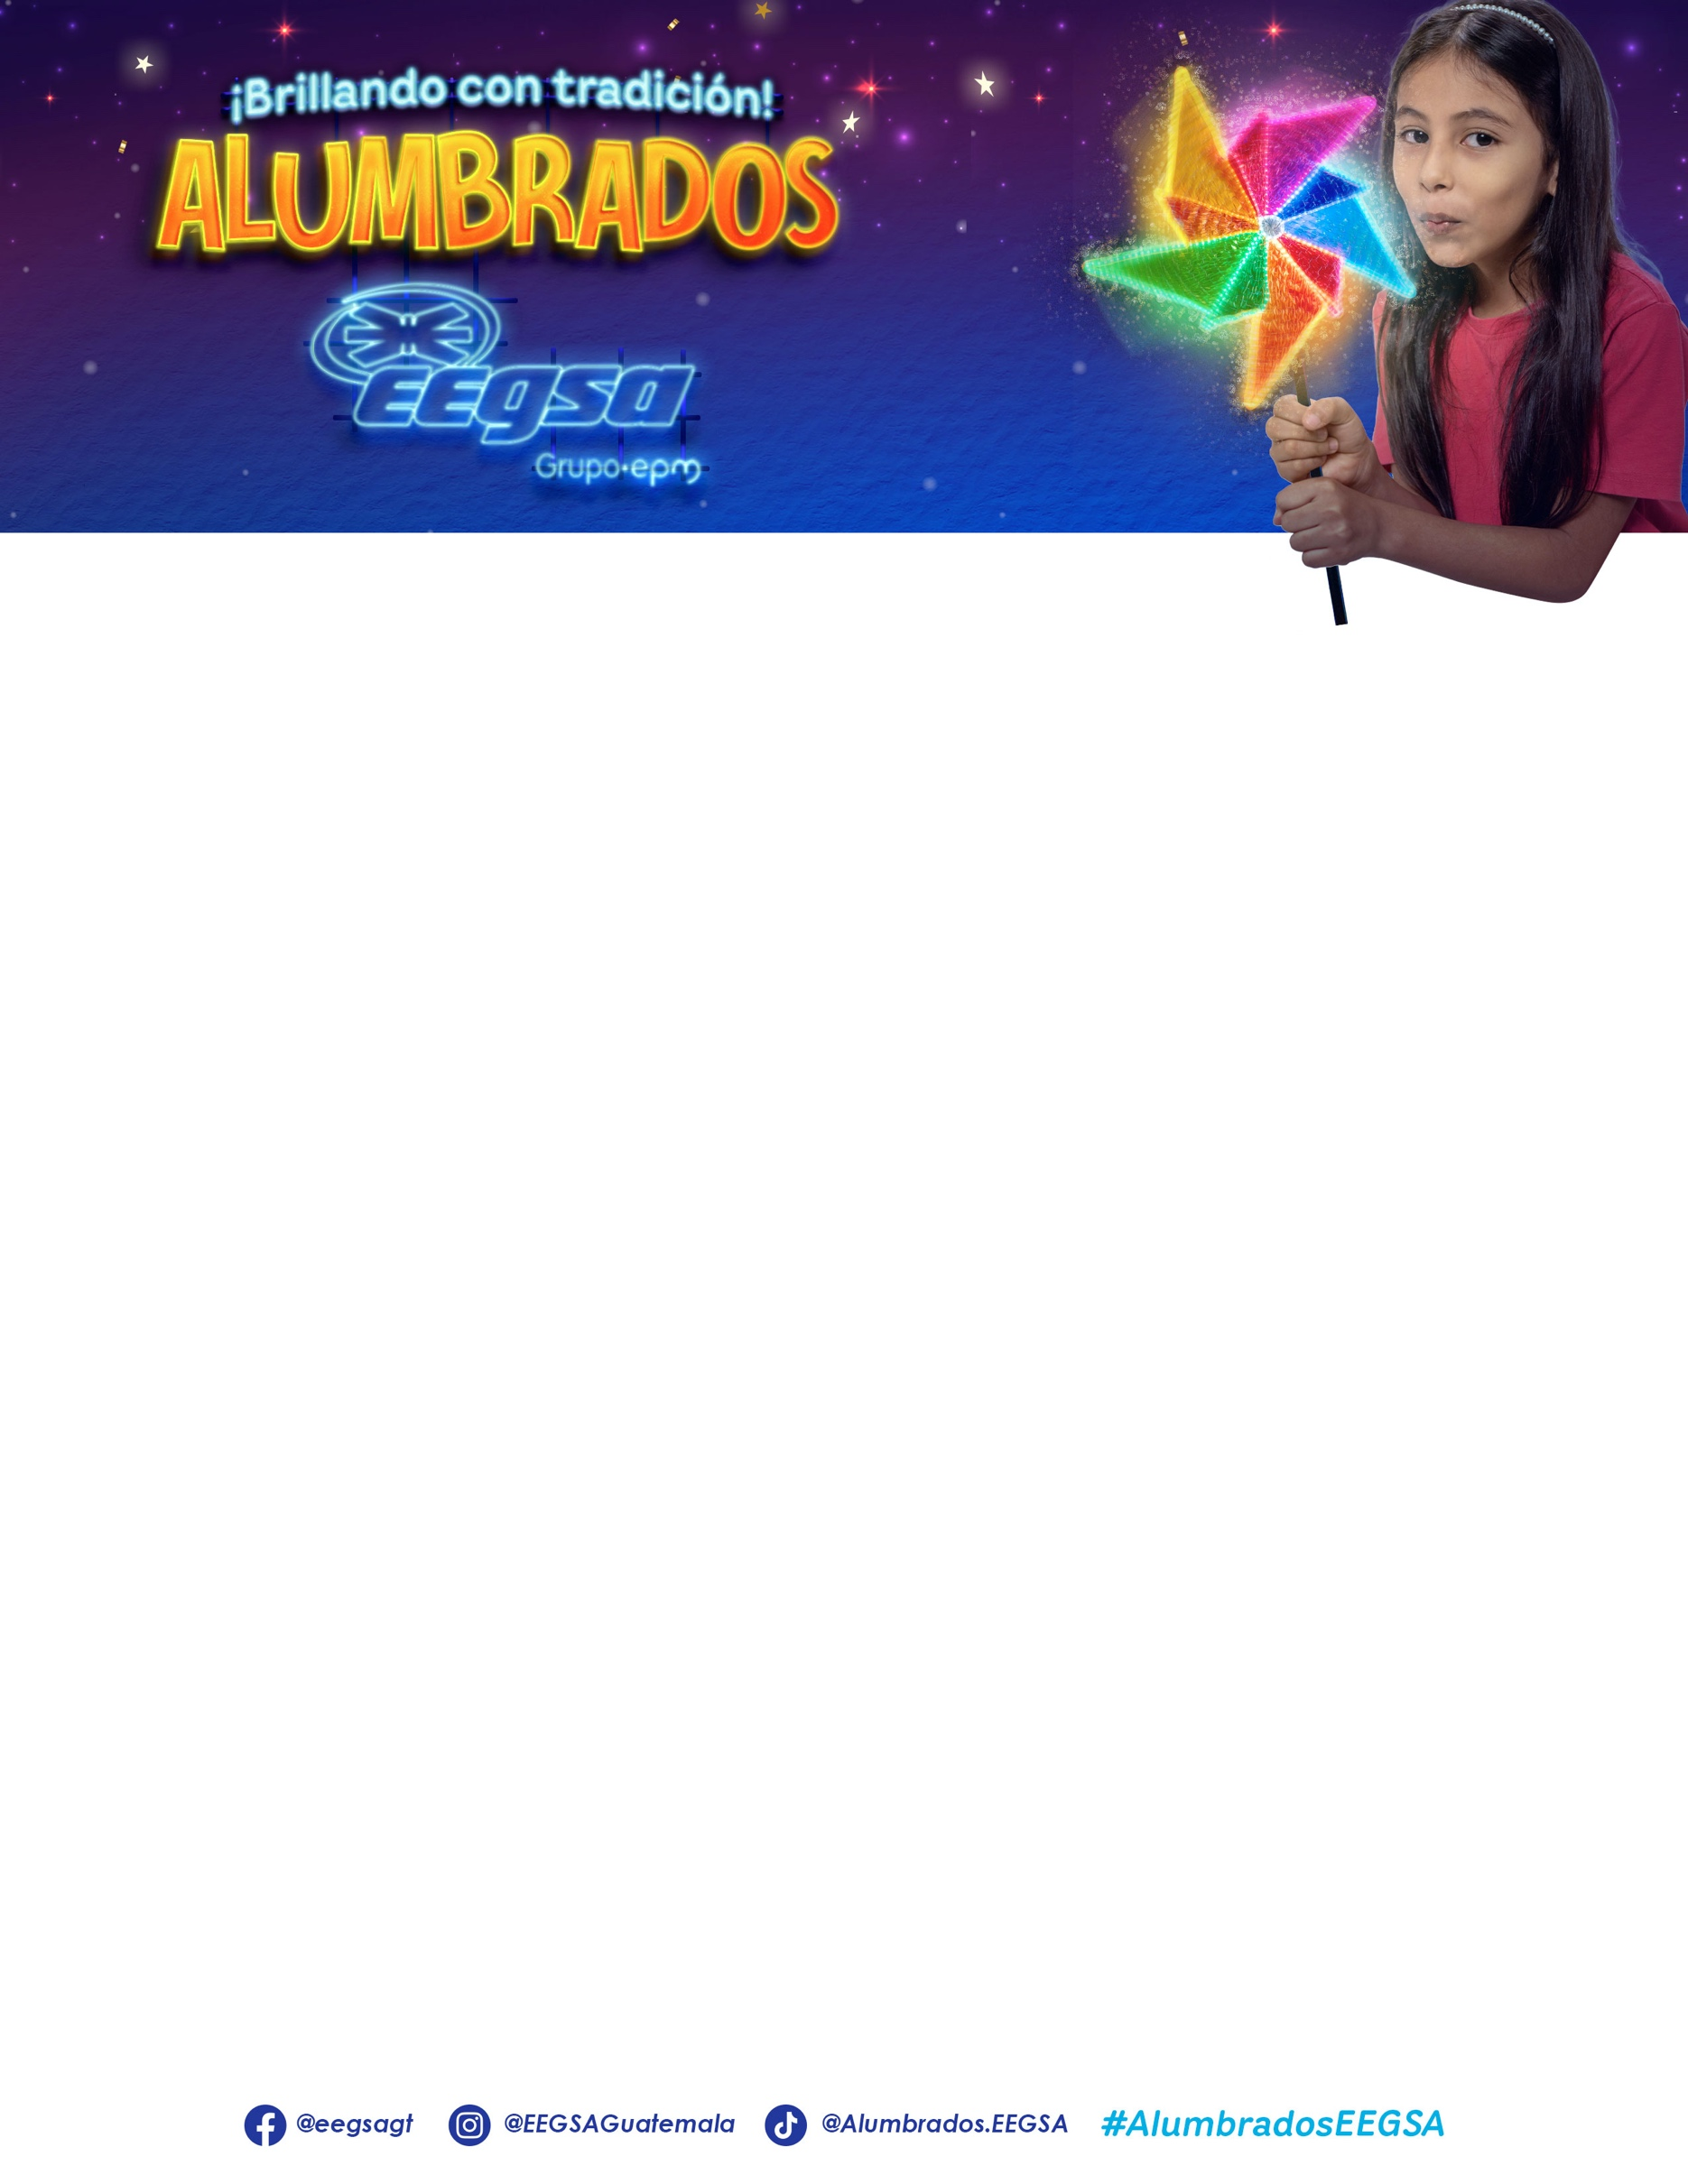 ¡Brillando con tradición!
ALUMBRADOS
eegsa
Grupo·epm
@eegsagt @EEGSAGuatemala @Alumbrados.EEGSA #AlumbradosEEGSA